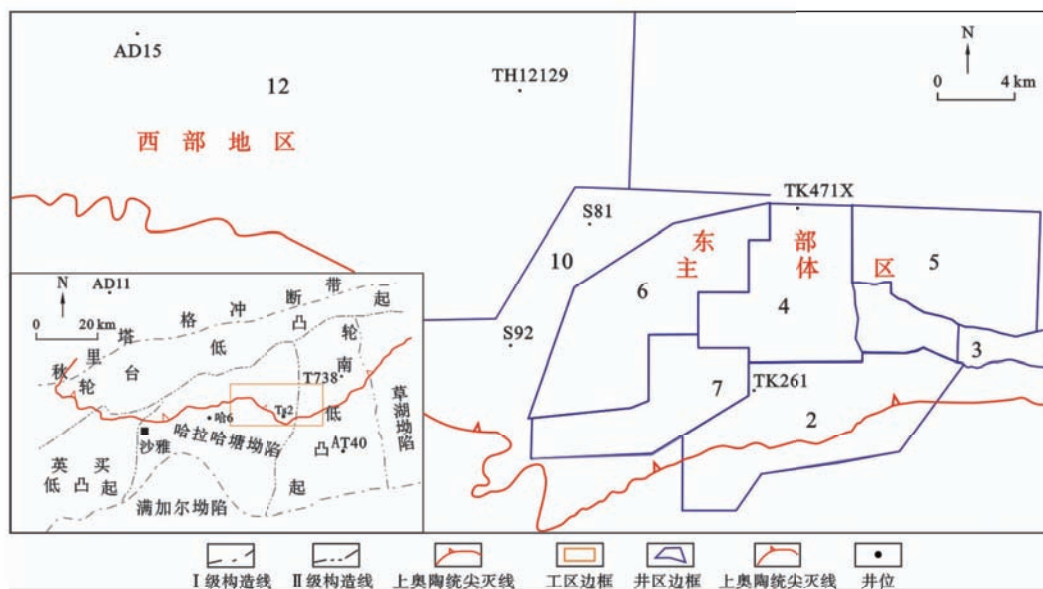 AD15
12
TH12129
N
0 4 km
西部地区
TK471X
S81
东部
主体区
10
5
6
4
S92
3
7
TK261
2
N
AD11
0 20 km
秋里塔格冲断带
轮台低凸起
轮南低凸起
T738
草湖坳陷
哈6
沙雅
哈拉哈塘坳陷
AT40
英买
低凸起
满加尔坳陷
Ⅰ级构造线 Ⅱ级构造线 上奥陶统尖灭线 工区边框 井区边框 上奥陶统尖灭线 井位